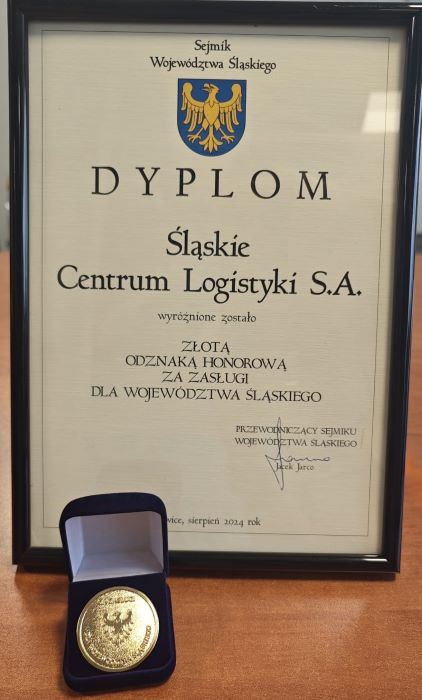 Sejmik
Województwa Śląskiego
DYPLOM
Śląskie
Centrum Logistyki S.A.
wyróżnione zostało
ZŁOTĄ
ODZNAKĄ HONOROWĄ
ZA ZASŁUGI
DLA WOJEWÓDZTWA ŚLĄSKIEGO
PRZEWODNICZĄCY SEJMIKU
WOJEWÓDZTWA ŚLĄSKIEGO
Jacek Jarco
wice, sierpień 2024 rok